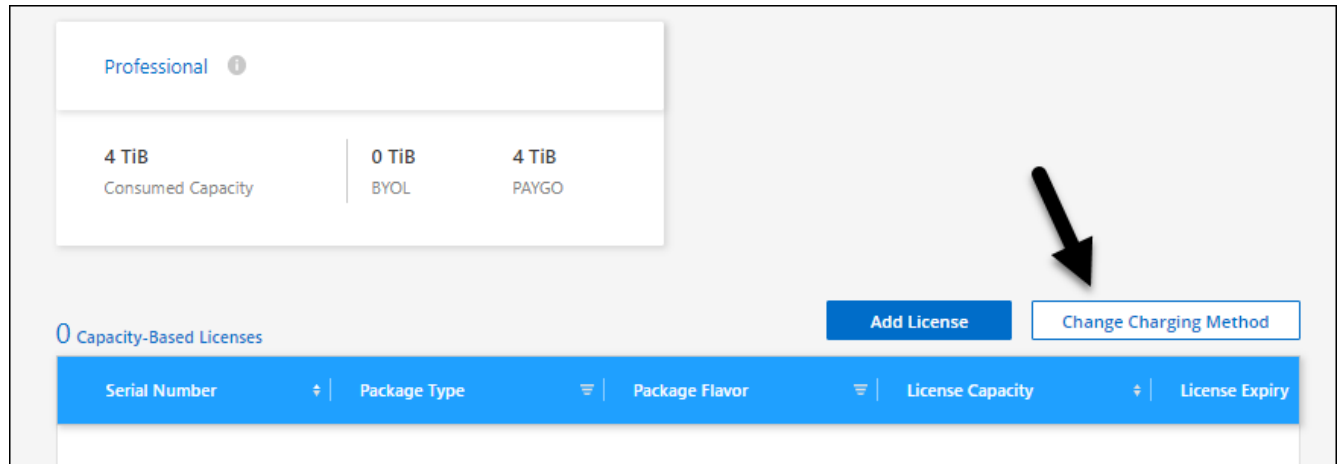 Professional
4 TiB 0 TiB 4 TiB
Consumed Capacity BYOL PAYGO
Add License Change Charging Method
0 Capacity-Based Licenses
Serial Number Package Type Package Flavor License Capacity License Expiry